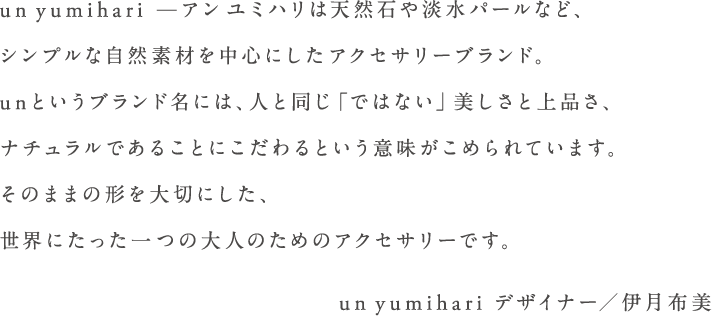 un yumihari ―アン ユミハリは天然石や淡水パールなど、
シンプルな自然素材を中心にしたアクセサリーブランド。
unというブランド名には、人と同じ「ではない」美しさと上品さ、
ナチュラルであることにこだわるという意味がこめられています。
そのままの形を大切にした、
世界にたった一つの大人のためのアクセサリーです。
un yumihari デザイナー／伊月布美